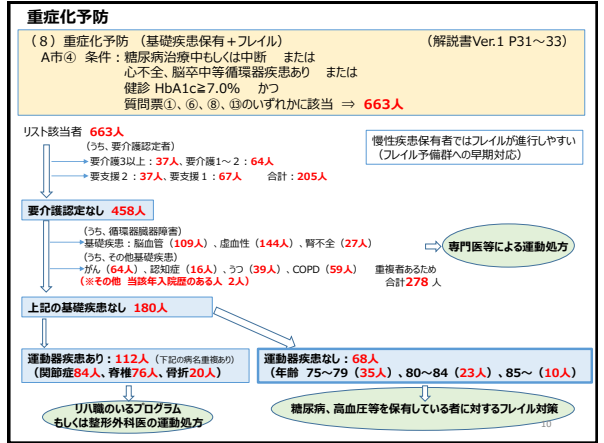 重症化予防
（8）重症化予防 （基礎疾患保有＋フレイル） （解説書Ver.1 P31～33）
A市④ 条件：糖尿病治療中もしくは中断 または
心不全、脳卒中等循環器疾患あり または
健診 HbA1c≧7.0% かつ
質問票①、⑥、⑧、⑬のいずれかに該当 ⇒ 663人
リスト該当者 663人
（うち、要介護認定者）
要介護3以上：37人、要介護1～2：64人
要支援2：37人、要支援1：67人 合計：205人
慢性疾患保有者ではフレイルが進行しやすい
（フレイル予備群への早期対応）
要介護認定なし 458人
（うち、循環器臓器障害）
基礎疾患：脳血管（109人）、虚血性（144人）、腎不全（27人）
（うち、その他基礎疾患）
がん（64人）、認知症（16人）、うつ（39人）、COPD（59人） 重複者あるため
（※その他 当該年入院歴のある人 2人） 合計278 人
専門医等による運動処方
上記の基礎疾患なし 180人
運動器疾患あり：112人 （下記の病名重複あり）
（関節症84人、脊椎76人、骨折20人）
運動器疾患なし：68人
（年齢 75～79（35人）、80～84（23人）、85～（10人）
リハ職のいるプログラム
もしくは整形外科医の運動処方
糖尿病、高血圧等を保有している者に対するフレイル対策
10